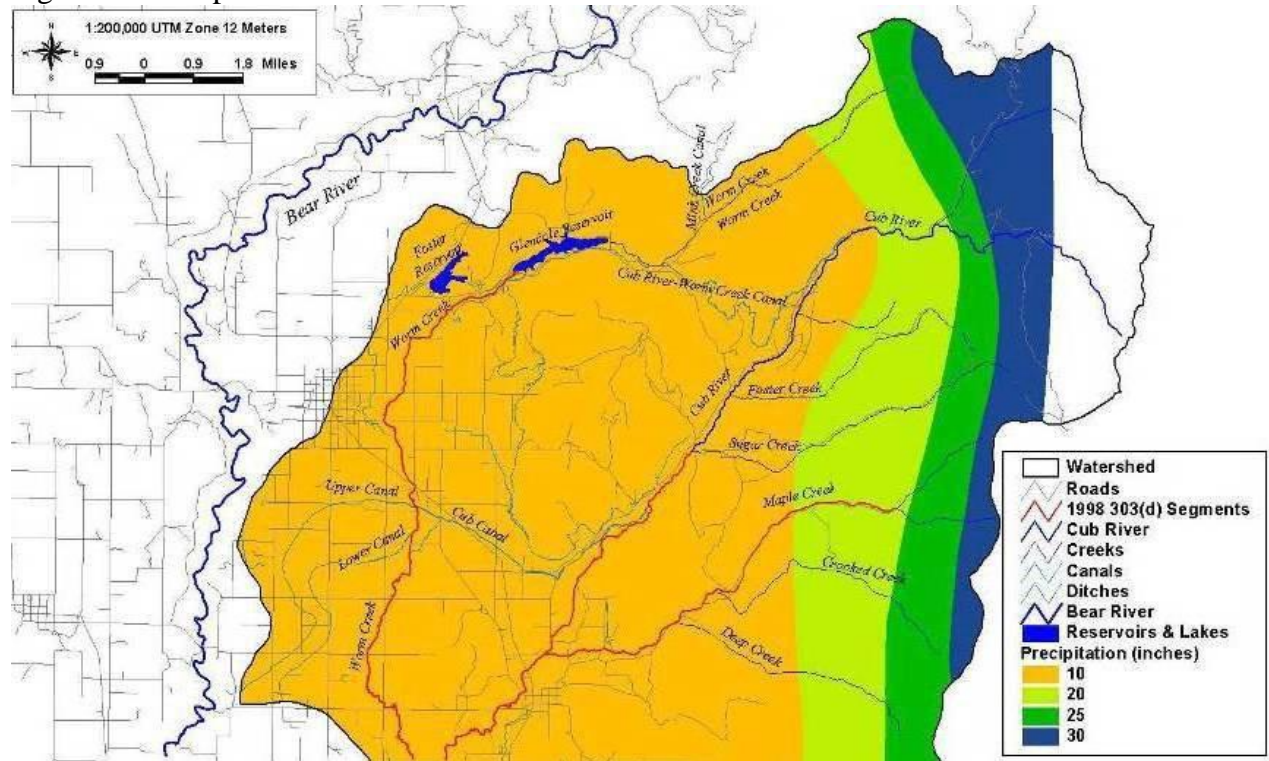 N
W E
S
1:200,000 UTM Zone 12 Meters
0.9 0 0.9 1.8 Miles
Bear River
Foster
Reservoir
Glendale Reservoir
Mink Creek Canal
Worm Creek
Worm Creek
Cub River
Cub River-Worm Creek Canal
Worm Creek
Cub River
Foster Creek
Sugar Creek
Maple Creek
Upper Canal
Cub Canal
Lower Canal
Crooked Creek
Worm Creek
Deep Creek
Watershed
Roads
1998 303(d) Segments
Cub River
Creeks
Canals
Ditches
Bear River
Reservoirs & Lakes
Precipitation (inches)
10
20
25
30